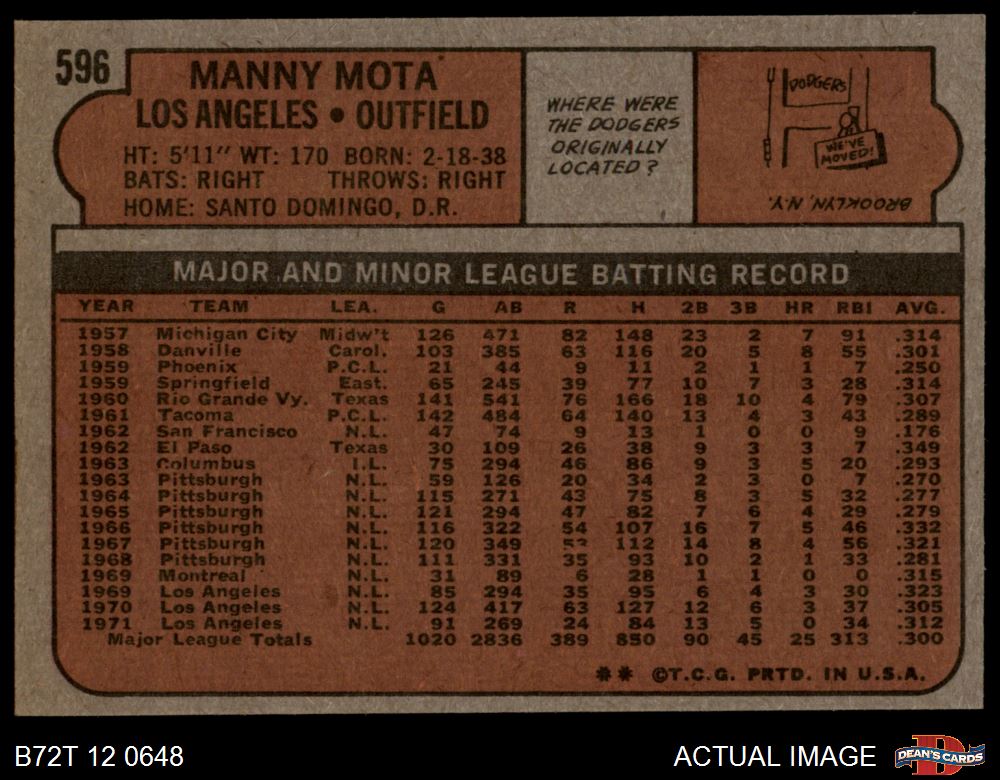 596
MANNY MOTA
LOS ANGELES • OUTFIELD
HT: 5'11" WT: 170 BORN: 2-18-38
BATS: RIGHT THROWS: RIGHT
HOME: SANTO DOMINGO, D.R.
WHERE WERE
THE DODGERS
ORIGINALLY
LOCATED?
DODGERS
WE'VE
MOVED!
BROOKLYN, N.Y.
MAJOR AND MINOR LEAGUE BATTING RECORD
YEAR TEAM LEA. G AB R H 2B 3B HR RBI AVG.
1957 Michigan City Midw't 126 471 82 148 23 2 7 91 .314
1958 Danville Carol. 103 385 63 116 20 5 8 55 .301
1959 Phoenix P.C.L. 21 44 9 11 2 1 1 7 .250
1959 Springfield East. 65 245 39 77 10 7 3 28 .314
1960 Rio Grande Vy. Texas 141 541 76 166 18 10 4 79 .307
1961 Tacoma P.C.L. 142 484 64 140 13 4 3 43 .289
1962 San Francisco N.L. 47 74 9 13 1 0 0 9 .176
1962 El Paso Texas 30 109 26 38 9 3 3 7 .349
1963 Columbus I.L. 75 294 46 86 9 3 5 20 .293
1963 Pittsburgh N.L. 59 126 20 34 2 3 0 7 .270
1964 Pittsburgh N.L. 115 271 43 75 8 3 5 32 .277
1965 Pittsburgh N.L. 121 294 47 82 7 6 4 29 .279
1966 Pittsburgh N.L. 116 322 54 107 16 7 5 46 .332
1967 Pittsburgh N.L. 120 349 112 14 8 4 56 .321
1968 Pittsburgh N.L. 111 331 35 93 10 2 1 33 .281
1969 Montreal N.L. 31 89 6 28 1 1 0 0 .315
1969 Los Angeles N.L. 85 294 35 95 6 4 3 30 .323
1970 Los Angeles N.L. 124 417 63 127 12 6 3 37 .305
1971 Los Angeles N.L. 91 269 24 84 13 5 0 34 .312
Major League Totals 1020 2836 389 850 90 45 25 313 .300
** ©T.C.G. PRTD. IN U.S.A.
B72T 12 0648
ACTUAL IMAGE
D
DEAN'S CARDS